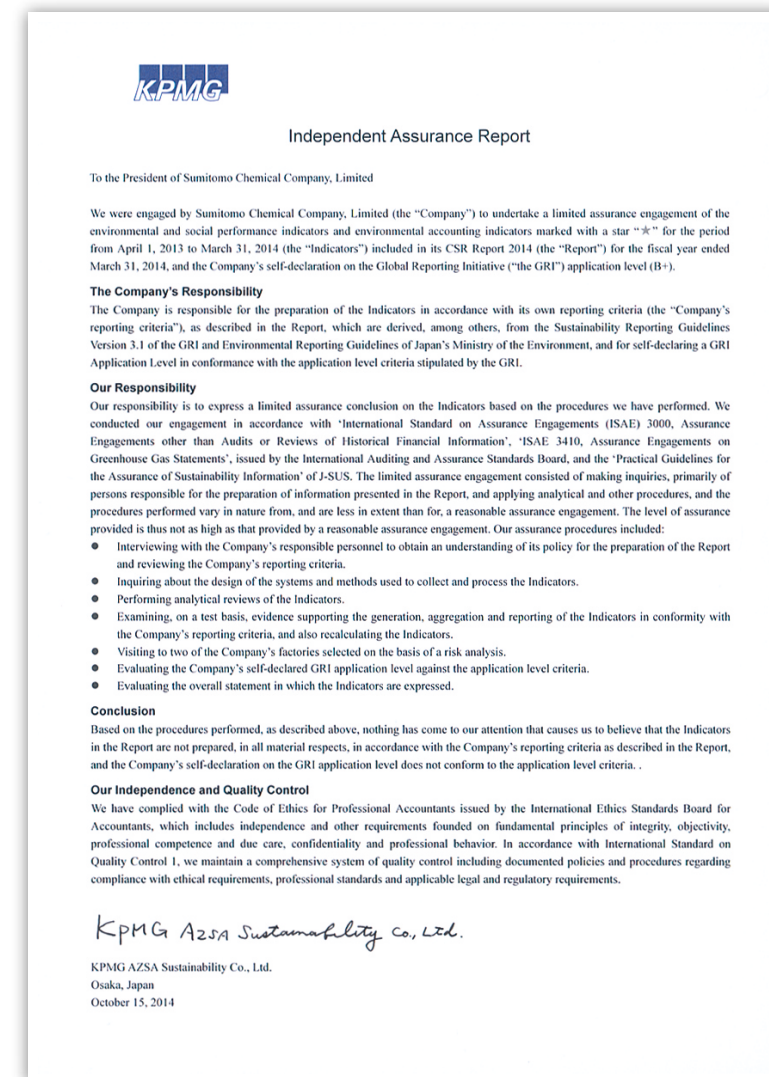 KPMG
Independent Assurance Report
To the President of Sumitomo Chemical Company, Limited
We were engaged by Sumitomo Chemical Company, Limited (the “Company”) to undertake a limited assurance engagement of the
environmental and social performance indicators and environmental accounting indicators marked with a star “★” for the period
from April 1, 2013 to March 31, 2014 (the “Indicators”) included in its CSR Report 2014 (the “Report”) for the fiscal year ended
March 31, 2014, and the Company’s self-declaration on the Global Reporting Initiative (“the GRI”) application level (B+).
The Company’s Responsibility
The Company is responsible for the preparation of the Indicators in accordance with its own reporting criteria (the “Company’s
reporting criteria”), as described in the Report, which are derived, among others, from the Sustainability Reporting Guidelines
Version 3.1 of the GRI and Environmental Reporting Guidelines of Japan’s Ministry of the Environment, and for self-declaring a GRI
Application Level in conformance with the application level criteria stipulated by the GRI.
Our Responsibility
Our responsibility is to express a limited assurance conclusion on the Indicators based on the procedures we have performed. We
conducted our engagement in accordance with ‘International Standard on Assurance Engagements (ISAE) 3000, Assurance
Engagements other than Audits or Reviews of Historical Financial Information’, ‘ISAE 3410, Assurance Engagements on
Greenhouse Gas Statements’, issued by the International Auditing and Assurance Standards Board, and the ‘Practical Guidelines for
the Assurance of Sustainability Information’ of J-SUS. The limited assurance engagement consisted of making inquiries, primarily of
persons responsible for the preparation of information presented in the Report, and applying analytical and other procedures, and the
procedures performed vary in nature from, and are less in extent than for, a reasonable assurance engagement. The level of assurance
provided is thus not as high as that provided by a reasonable assurance engagement. Our assurance procedures included:
● Interviewing with the Company’s responsible personnel to obtain an understanding of its policy for the preparation of the Report
and reviewing the Company’s reporting criteria.
● Inquiring about the design of the systems and methods used to collect and process the Indicators.
● Performing analytical reviews of the Indicators.
● Examining, on a test basis, evidence supporting the generation, aggregation and reporting of the Indicators in conformity with
the Company’s reporting criteria, and also recalculating the Indicators.
● Visiting to two of the Company’s factories selected on the basis of a risk analysis.
● Evaluating the Company’s self-declared GRI application level against the application level criteria.
● Evaluating the overall statement in which the Indicators are expressed.
Conclusion
Based on the procedures performed, as described above, nothing has come to our attention that causes us to believe that the Indicators
in the Report are not prepared, in all material respects, in accordance with the Company’s reporting criteria as described in the Report,
and the Company’s self-declaration on the GRI application level does not conform to the application level criteria. .
Our Independence and Quality Control
We have complied with the Code of Ethics for Professional Accountants issued by the International Ethics Standards Board for
Accountants, which includes independence and other requirements founded on fundamental principles of integrity, objectivity,
professional competence and due care, confidentiality and professional behavior. In accordance with International Standard on
Quality Control 1, we maintain a comprehensive system of quality control including documented policies and procedures regarding
compliance with ethical requirements, professional standards and applicable legal and regulatory requirements.
KPMG AZSA Sustainability Co., Ltd.
KPMG AZSA Sustainability Co., Ltd.
Osaka, Japan
October 15, 2014